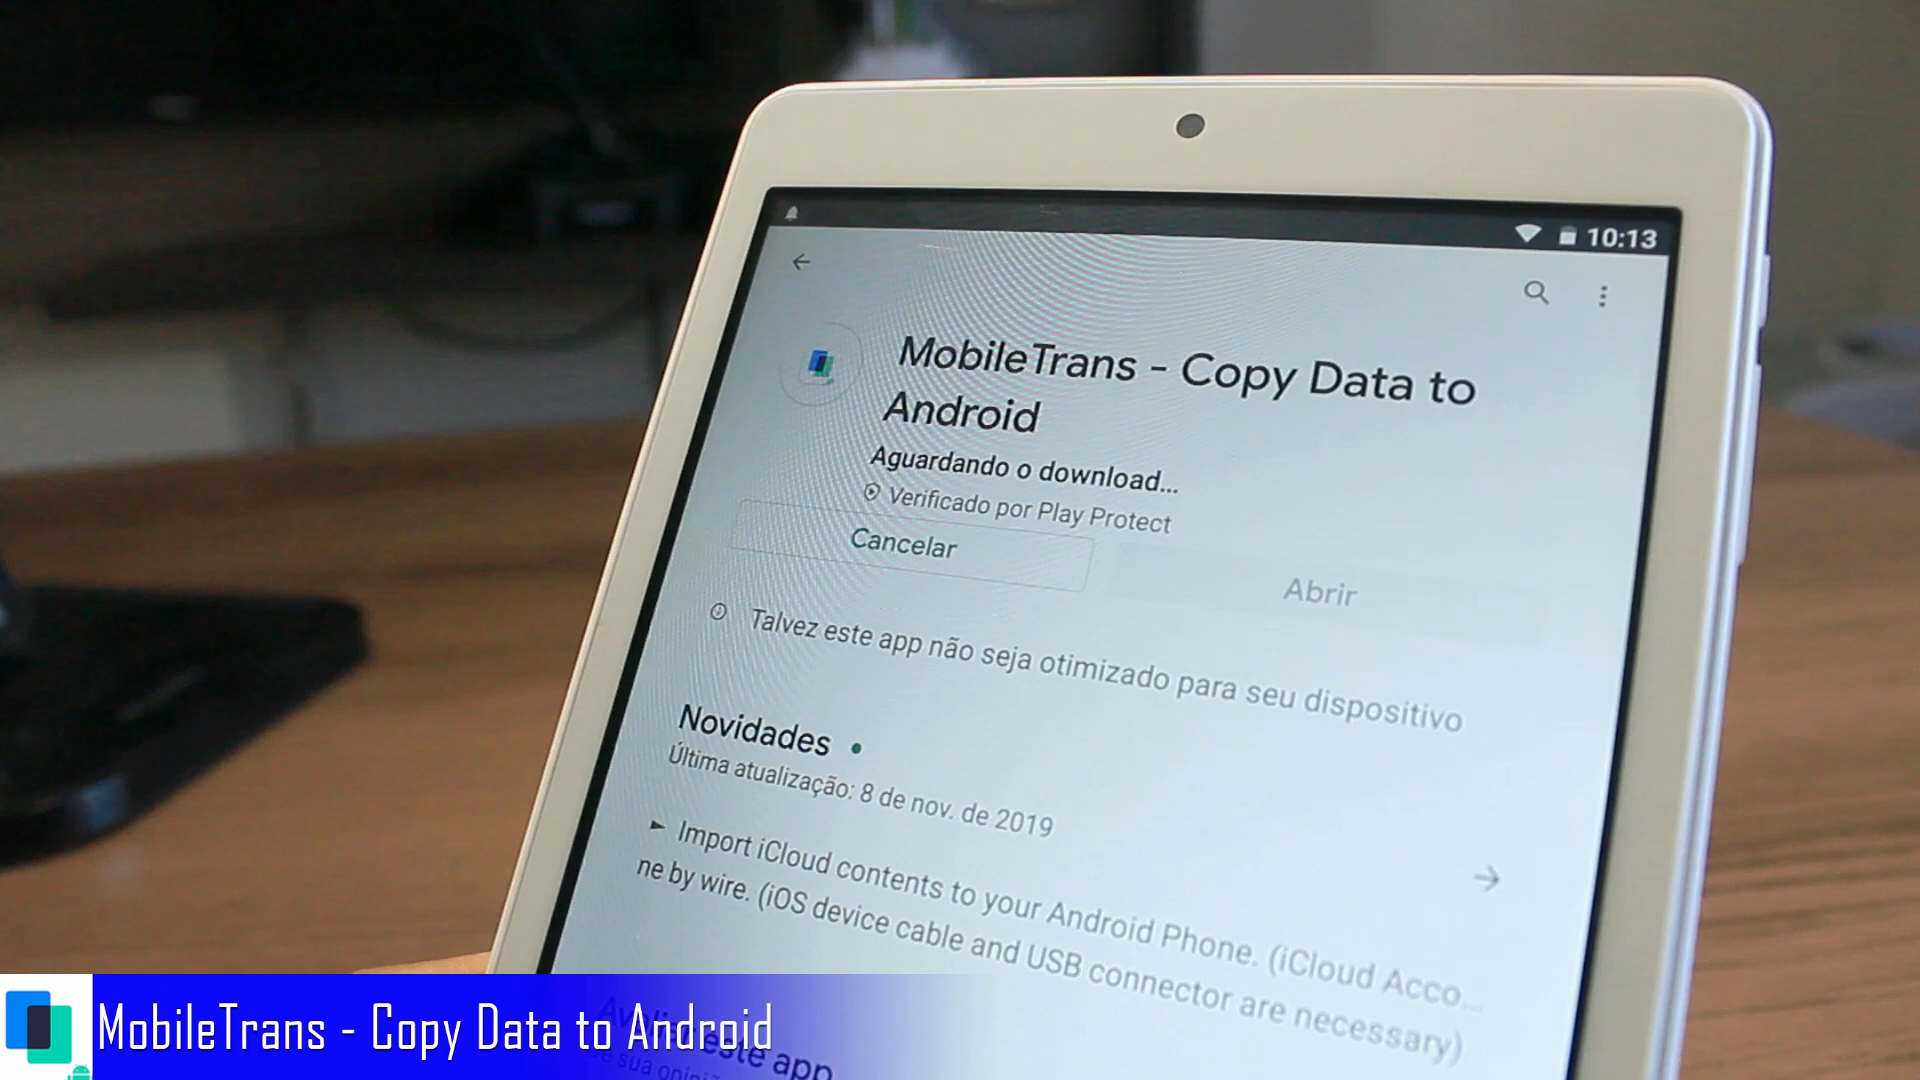 10:13
MobileTrans - Copy Data to
Android
Aguardando o download...
Verificado por Play Protect
Cancelar
Abrir
Talvez este app não seja otimizado para seu dispositivo
Novidades
Última atualização: 8 de nov. de 2019
► Import iCloud contents to your Android Phone. (iCloud Acco...
ne by wire. (iOS device cable and USB connector are necessary)
este app
sua
MobileTrans - Copy Data to Android